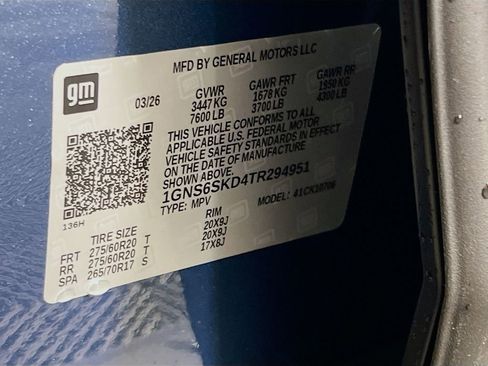 MFD BY GENERAL MOTORS LLC
gm
03/26
GVWR
3447 KG
7600 LB
GAWR FRT
1678 KG
3700 LB
GAWR RR
1950 KG
4300 LB
THIS VEHICLE CONFORMS TO ALL
APPLICABLE U.S. FEDERAL MOTOR
VEHICLE SAFETY STANDARDS IN EFFECT
ON THE DATE OF MANUFACTURE
SHOWN ABOVE.
1GNS6SKD4TR294951
TYPE: MPV
MODEL: 41CK10706
136H
TIRE SIZE
RIM
FRT 275/60R20 T 20X9J
RR 275/60R20 T 20X9J
SPA 265/70R17 S 17X8J